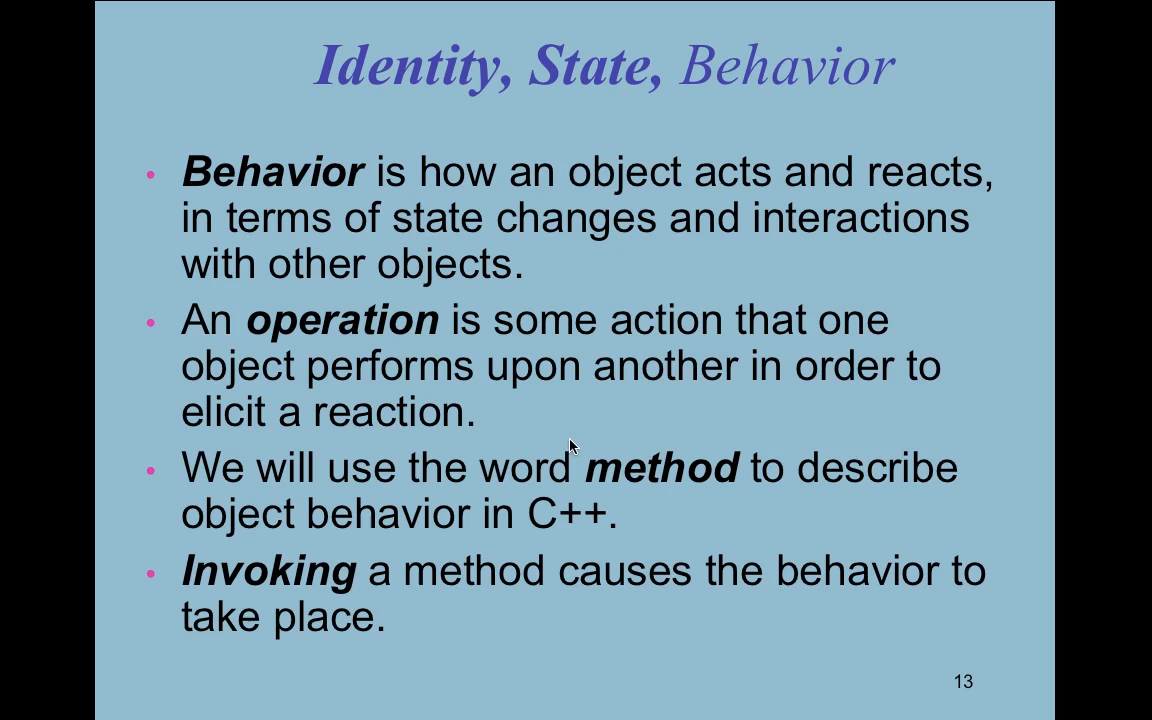 Identity, State, Behavior
• Behavior is how an object acts and reacts,
in terms of state changes and interactions
with other objects.
• An operation is some action that one
object performs upon another in order to
elicit a reaction.
• We will use the word method to describe
object behavior in C++.
• Invoking a method causes the behavior to
take place.
13